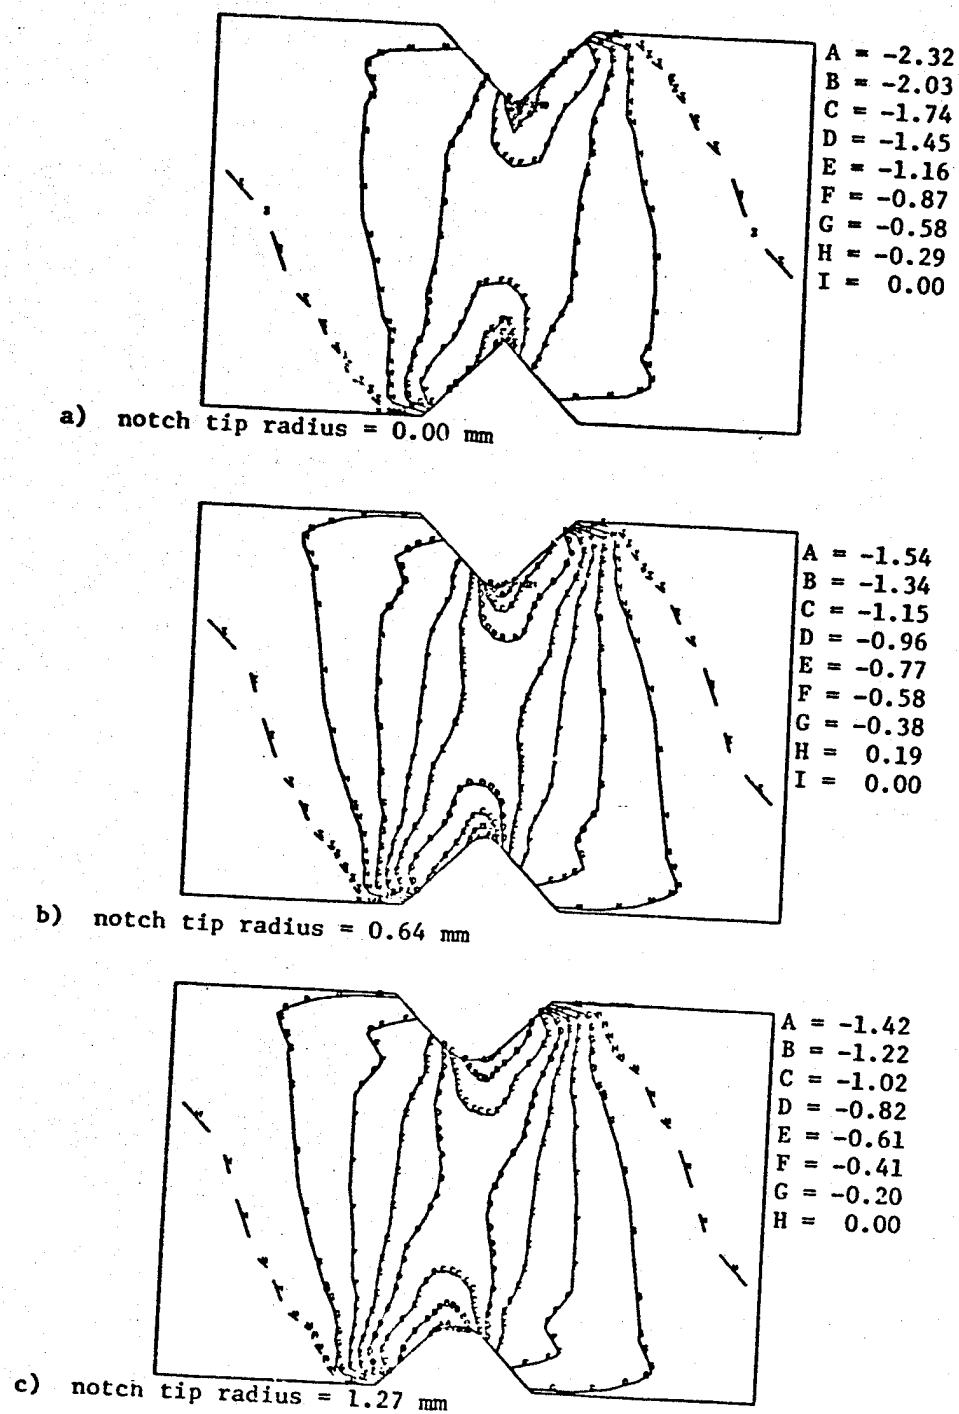 A = -2.32
B = -2.03
C = -1.74
D = -1.45
E = -1.16
F = -0.87
G = -0.58
H = -0.29
I = 0.00
a) notch tip radius = 0.00 mm
A = -1.54
B = -1.34
C = -1.15
D = -0.96
E = -0.77
F = -0.58
G = -0.38
H = 0.19
I = 0.00
b) notch tip radius = 0.64 mm
A = -1.42
B = -1.22
C = -1.02
D = -0.82
E = -0.61
F = -0.41
G = -0.20
H = 0.00
c) notch tip radius = 1.27 mm